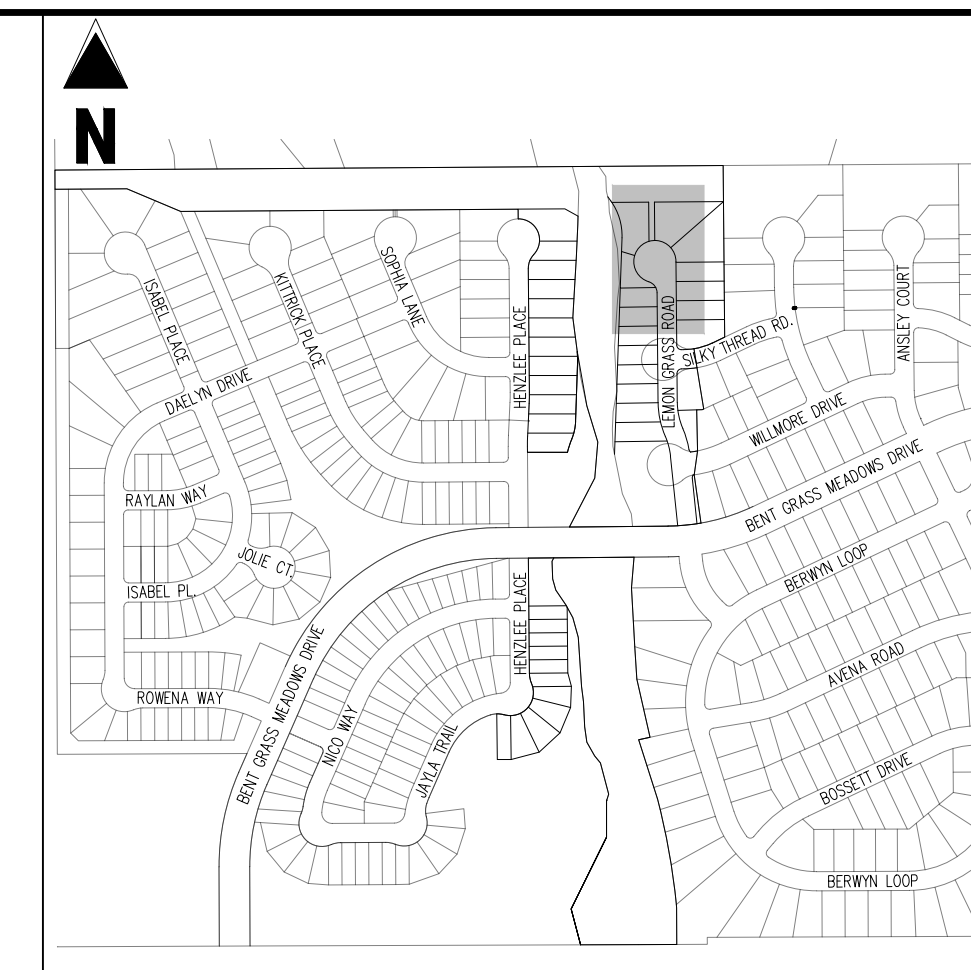 N
ISABEL PLACE
KITTRICK PLACE
SOPHIA LANE
HENZLEE PLACE
LEMON GRASS ROAD
SILKY THREAD RD.
ANSLEY COURT
DAELYN DRIVE
WILLMORE DRIVE
BENT GRASS MEADOWS DRIVE
RAYLAN WAY
JOLIE CT.
ISABEL PL.
BERWYN LOOP
HENZLEE PLACE
AVENA ROAD
ROWENA WAY
BENT GRASS MEADOWS DRIVE
NICO WAY
JAYLA TRAIL
BOSSETT DRIVE
BERWYN LOOP